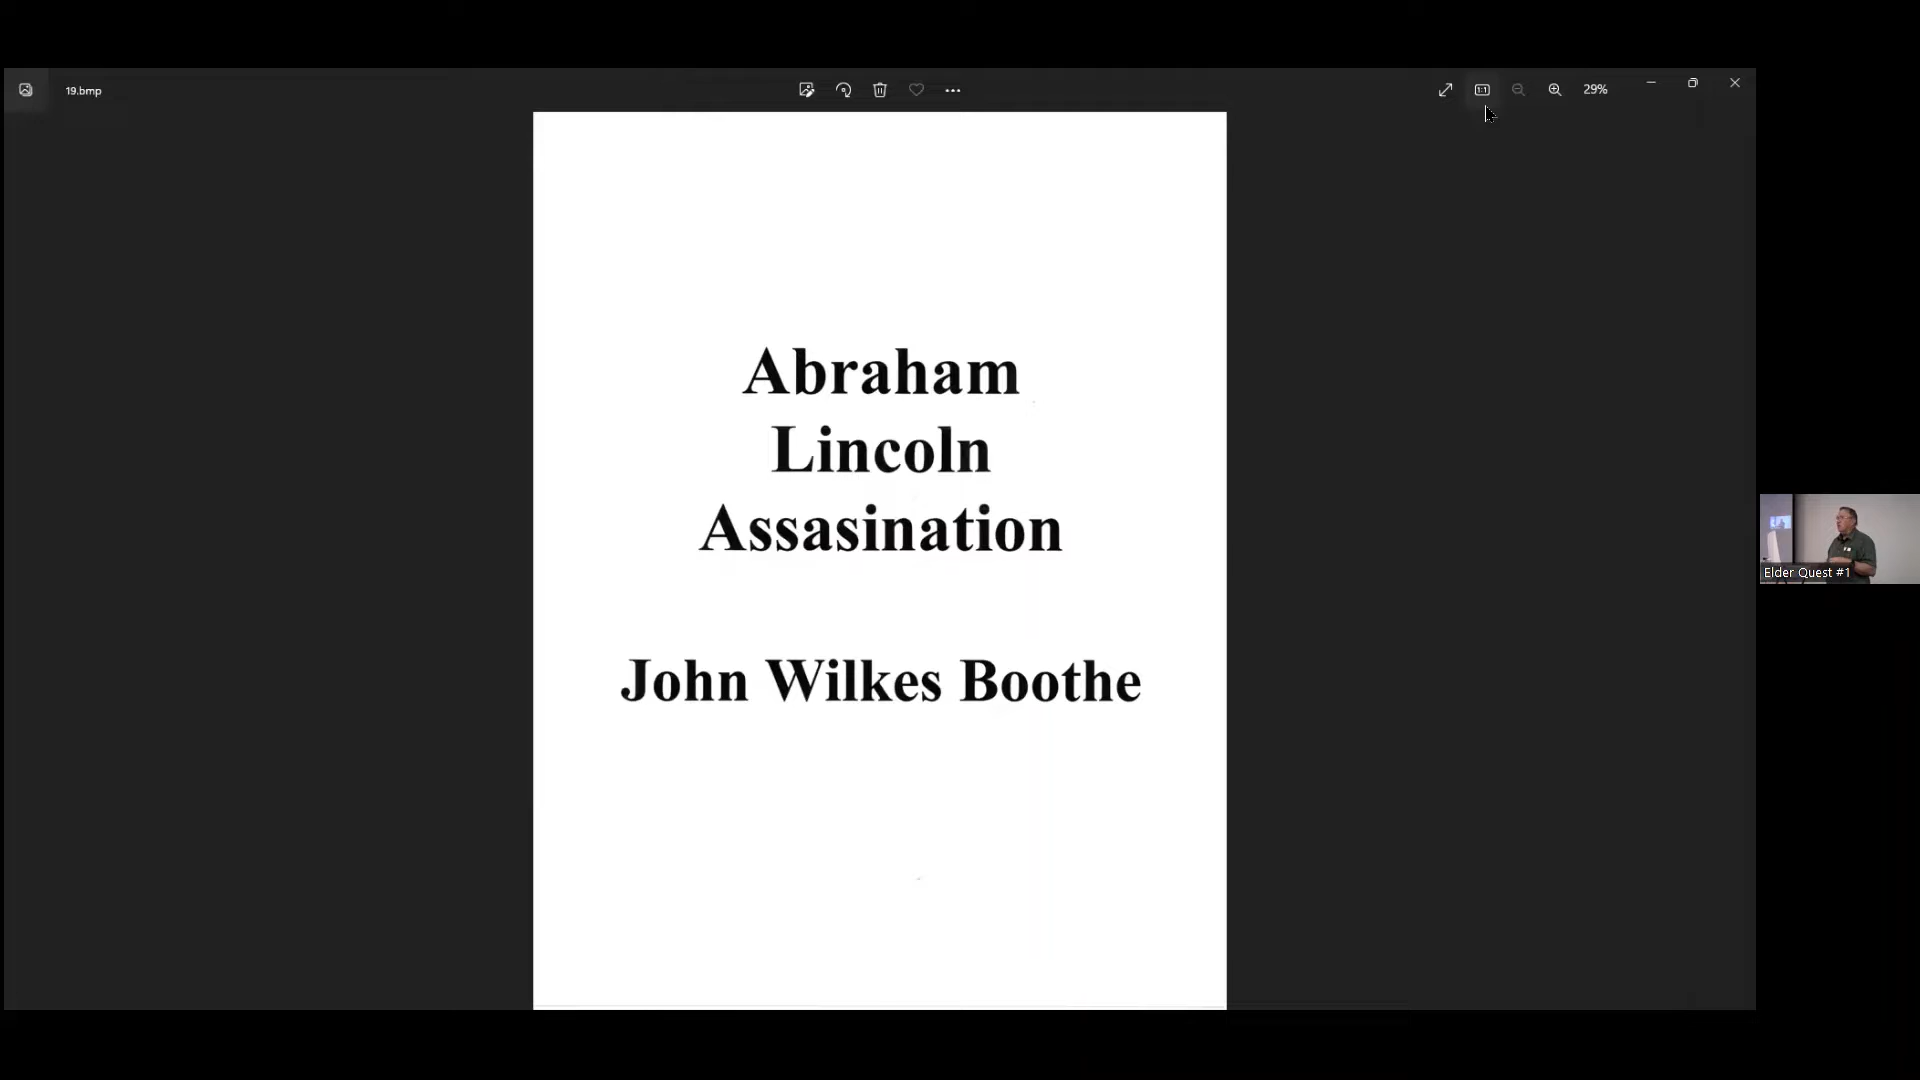 19.bmp
29%
Abraham
Lincoln
Assasination
John Wilkes Boothe
Elder Quest #1